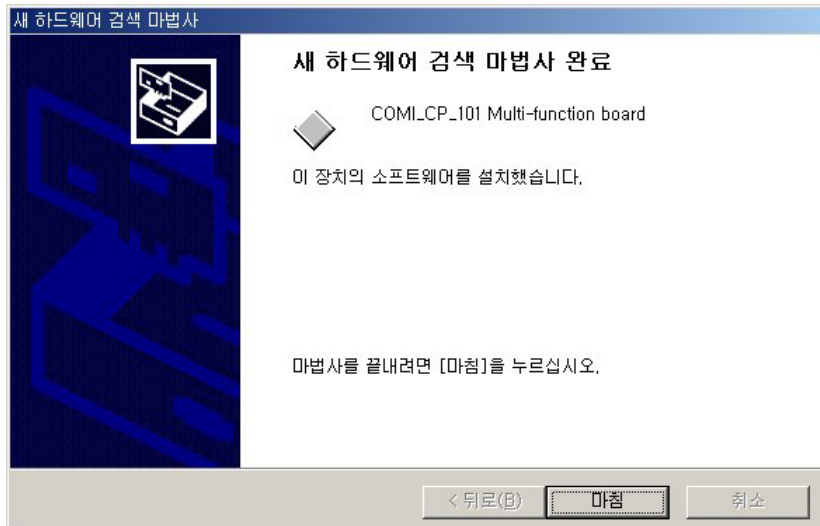 새 하드웨어 검색 마법사
새 하드웨어 검색 마법사 완료
COMI_CP_101 Multi-function board
이 장치의 소프트웨어를 설치했습니다.
마법사를 끝내려면 [마침]을 누르십시오.
< 뒤로(B) 마침 취소